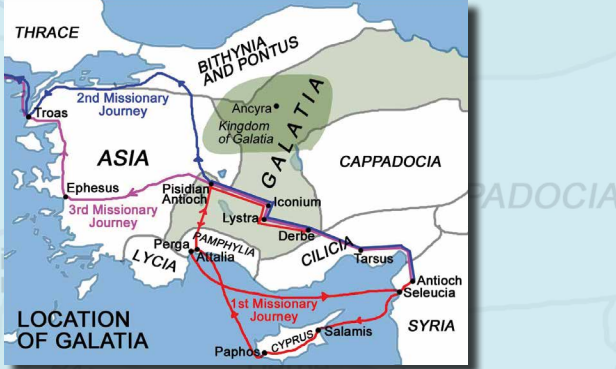 THRACE
BITHYNIA
AND PONTUS
2nd Missionary
Journey
Troas
Ancyra
Kingdom
of Galatia
GALATIA
ASIA
CAPPADOCIA
PADOCIA
Ephesus
Pisidian
Antioch
3rd Missionary
Journey
Iconium
Lystra
Derbe
Perga
PAMPHYLIA
Attalia
LYCIA
CILICIA
Tarsus
Antioch
Seleucia
1st Missionary
Journey
LOCATION
OF GALATIA
Salamis
CYPRUS
Paphos
SYRIA